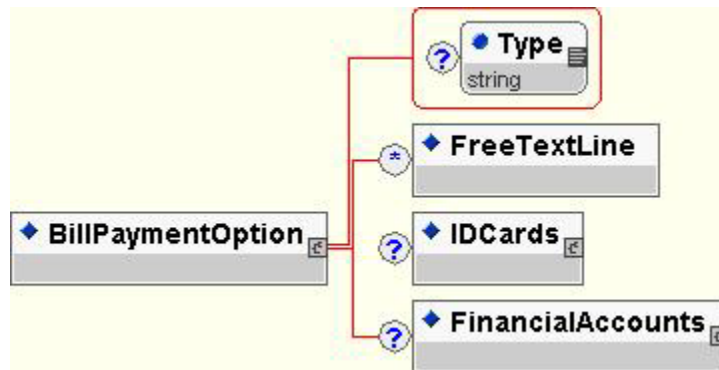 ? Type
string
* FreeTextLine
BillPaymentOption
? IDCards
? FinancialAccounts